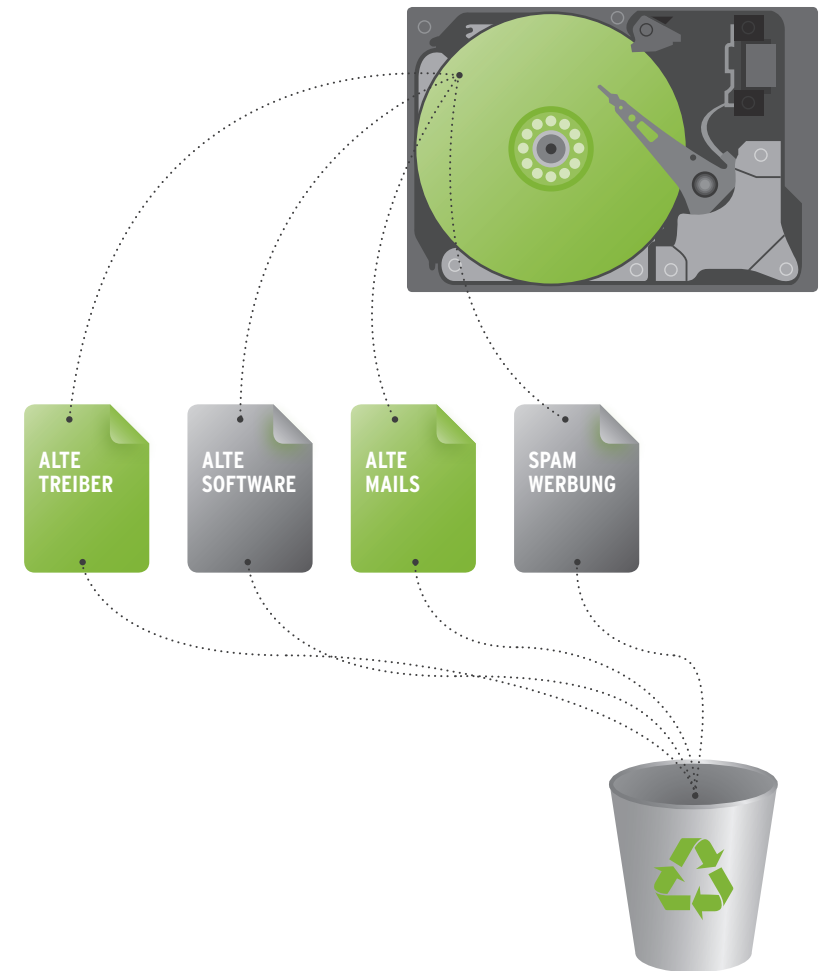 ALTE
TREIBER
ALTE
SOFTWARE
ALTE
MAILS
SPAM
WERBUNG